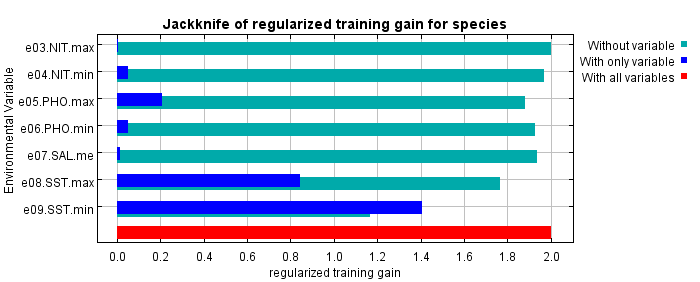 Jackknife of regularized training gain for species
Environmental Variable
e03.NIT.max
e04.NIT.min
e05.PHO.max
e06.PHO.min
e07.SAL.me
e08.SST.max
e09.SST.min
0.0 0.2 0.4 0.6 0.8 1.0 1.2 1.4 1.6 1.8 2.0
regularized training gain
Without variable
With only variable
With all variables